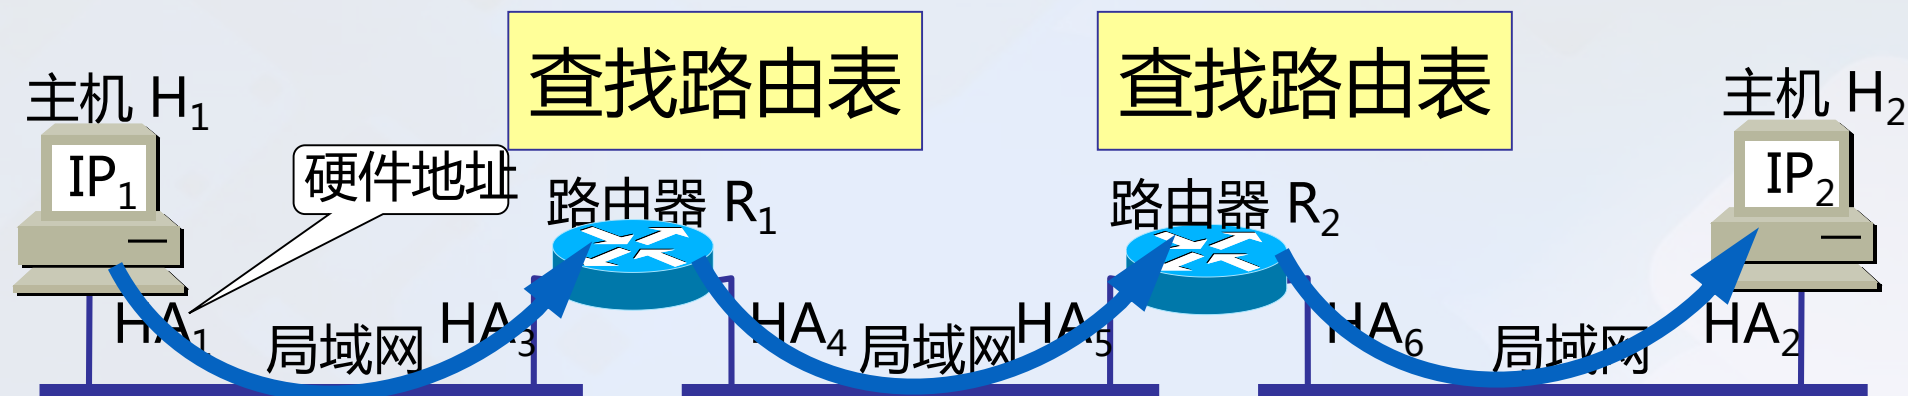 查找路由表
查找路由表
主机 H1
主机 H2
IP1
硬件地址
路由器 R1
路由器 R2
IP2
HA1
局域网
HA3
HA4
局域网
HA5
HA6
局域网
HA2